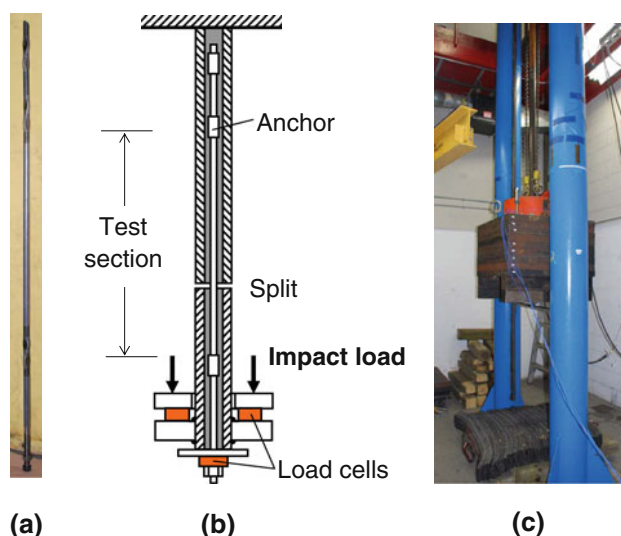 Anchor
Test
section
Split
Impact load
Load cells
(a)
(b)
(c)